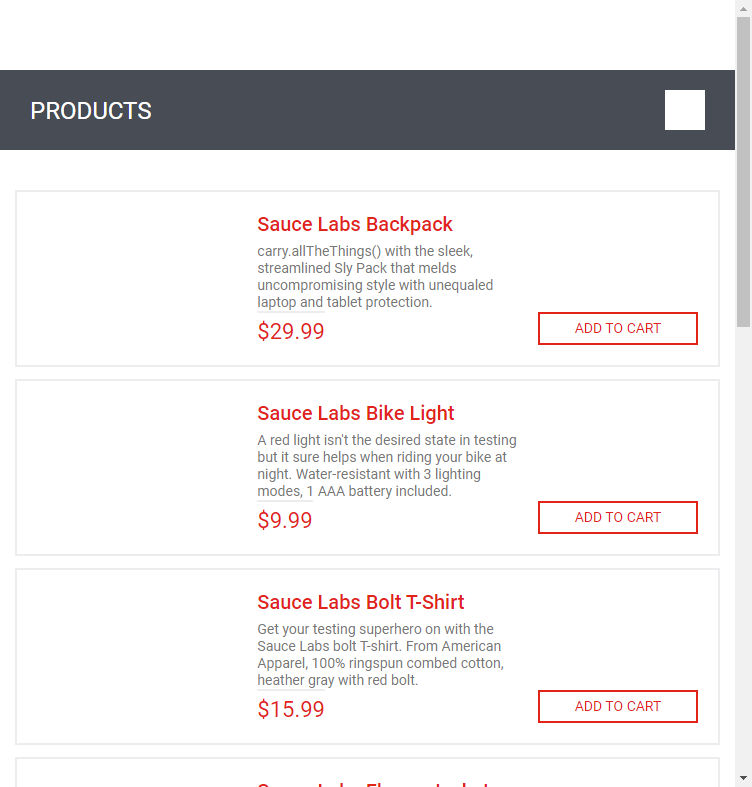 PRODUCTS
Sauce Labs Backpack
carry.allTheThings() with the sleek,
streamlined Sly Pack that melds
uncompromising style with unequaled
laptop and tablet protection.
$29.99
ADD TO CART
Sauce Labs Bike Light
A red light isn't the desired state in testing
but it sure helps when riding your bike at
night. Water-resistant with 3 lighting
modes, 1 AAA battery included.
$9.99
ADD TO CART
Sauce Labs Bolt T-Shirt
Get your testing superhero on with the
Sauce Labs bolt T-shirt. From American
Apparel, 100% ringspun combed cotton,
heather gray with red bolt.
$15.99
ADD TO CART